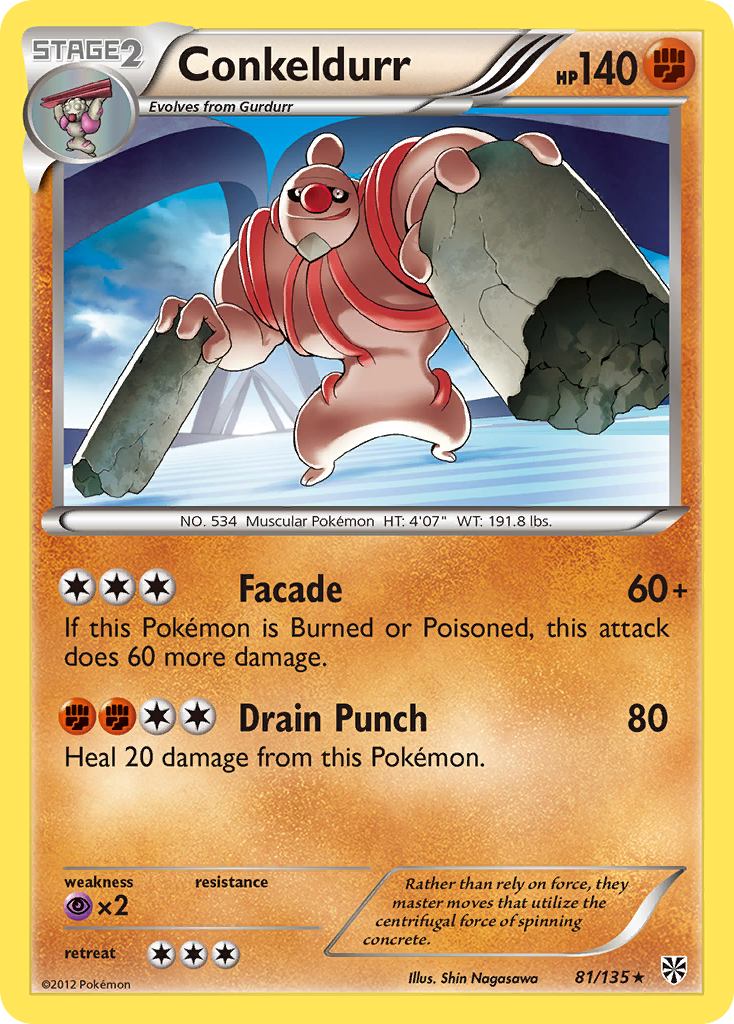 STAGE2
Conkeldurr
HP140
Evolves from Gurdurr
NO. 534 Muscular Pokémon HT: 4'07" WT: 191.8 lbs.
Facade 60+
If this Pokémon is Burned or Poisoned, this attack
does 60 more damage.
Drain Punch 80
Heal 20 damage from this Pokémon.
weakness resistance
×2
Rather than rely on force, they
master moves that utilize the
centrifugal force of spinning
concrete.
retreat
©2012 Pokémon
Illus. Shin Nagasawa
81/135★